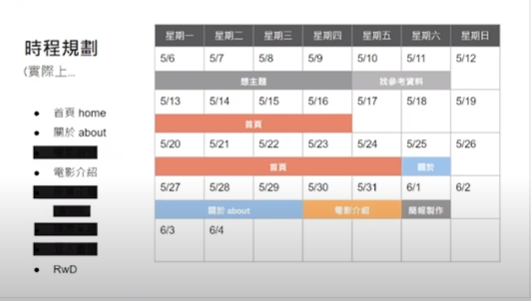 時程規劃
(實際上...
首頁 home
關於 about
電影介紹
RwD
星期一 星期二 星期三 星期四 星期五 星期六 星期日
5/6 5/7 5/8 5/9 5/10 5/11 5/12
想主題 找參考資料
5/13 5/14 5/15 5/16 5/17 5/18 5/19
首頁
5/20 5/21 5/22 5/23 5/24 5/25 5/26
首頁 關於
5/27 5/28 5/29 5/30 5/31 6/1 6/2
關於 about 電影介紹 簡報製作
6/3 6/4